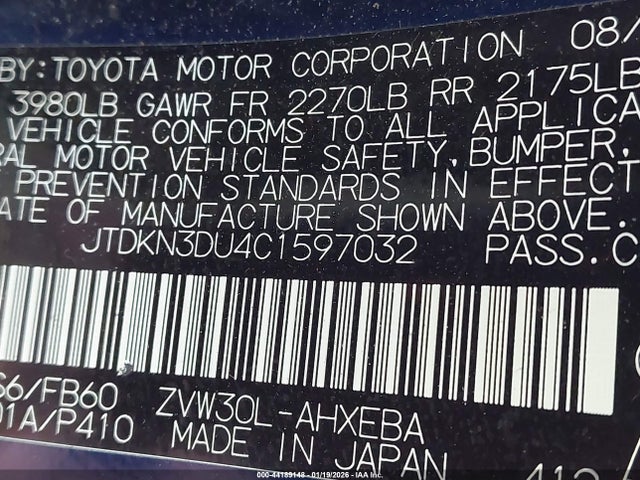 BY: TOYOTA MOTOR CORPORATION 08/
3980LB GAWR FR 2270LB RR 2175LB
VEHICLE CONFORMS TO ALL APPLICA
RAL MOTOR VEHICLE SAFETY, BUMPER,
PREVENTION STANDARDS IN EFFECT
ATE OF MANUFACTURE SHOWN ABOVE.
JTDKN3DU4C1597032 PASS.C
S6/FB60 ZVW30L-AHXEBA
01A/P410 MADE IN JAPAN 412
000-44189148 - 01/19/2026 - IAA Inc.